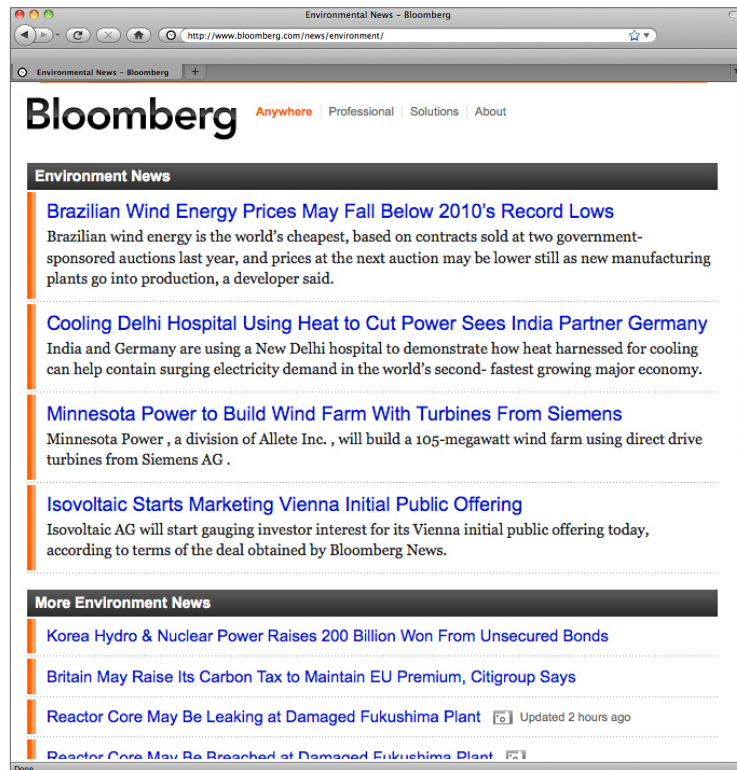 Environmental News – Bloomberg
http://www.bloomberg.com/news/environment/
Environmental News – Bloomberg
Bloomberg
Anywhere Professional Solutions About
Environment News
Brazilian Wind Energy Prices May Fall Below 2010's Record Lows
Brazilian wind energy is the world's cheapest, based on contracts sold at two government-
sponsored auctions last year, and prices at the next auction may be lower still as new manufacturing
plants go into production, a developer said.
Cooling Delhi Hospital Using Heat to Cut Power Sees India Partner Germany
India and Germany are using a New Delhi hospital to demonstrate how heat harnessed for cooling
can help contain surging electricity demand in the world's second- fastest growing major economy.
Minnesota Power to Build Wind Farm With Turbines From Siemens
Minnesota Power , a division of Allete Inc. , will build a 105-megawatt wind farm using direct drive
turbines from Siemens AG .
Isovoltaic Starts Marketing Vienna Initial Public Offering
Isovoltaic AG will start gauging investor interest for its Vienna initial public offering today,
according to terms of the deal obtained by Bloomberg News.
More Environment News
Korea Hydro & Nuclear Power Raises 200 Billion Won From Unsecured Bonds
Britain May Raise Its Carbon Tax to Maintain EU Premium, Citigroup Says
Reactor Core May Be Leaking at Damaged Fukushima Plant Updated 2 hours ago
Reactor Core May Be Breached at Damaged Fukushima Plant
Done